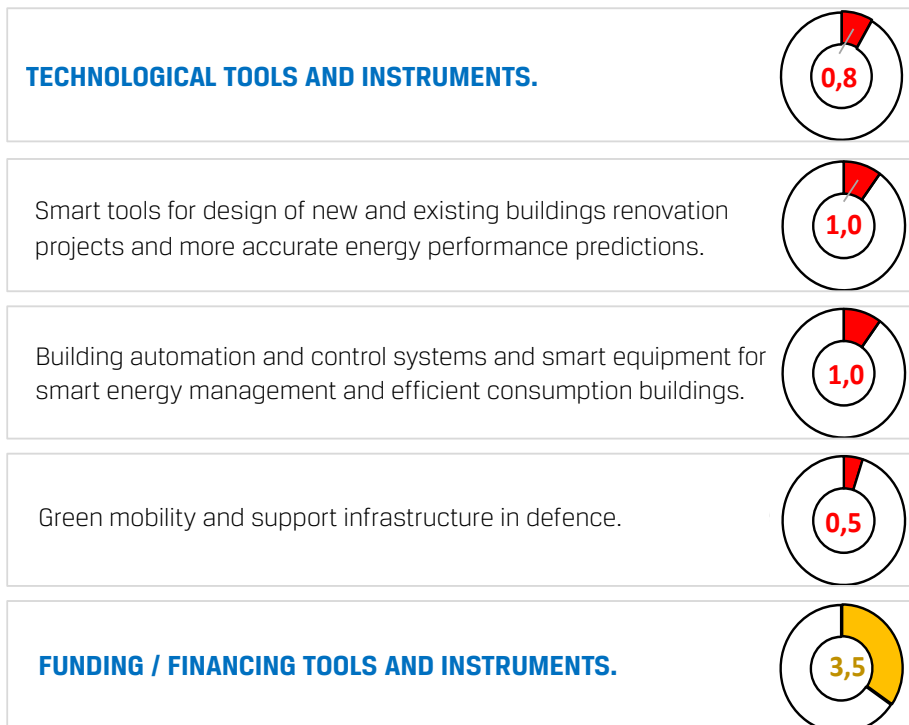 TECHNOLOGICAL TOOLS AND INSTRUMENTS.
0,8
Smart tools for design of new and existing buildings renovation
projects and more accurate energy performance predictions.
1,0
Building automation and control systems and smart equipment for
smart energy management and efficient consumption buildings.
1,0
Green mobility and support infrastructure in defence.
0,5
FUNDING / FINANCING TOOLS AND INSTRUMENTS.
3,5